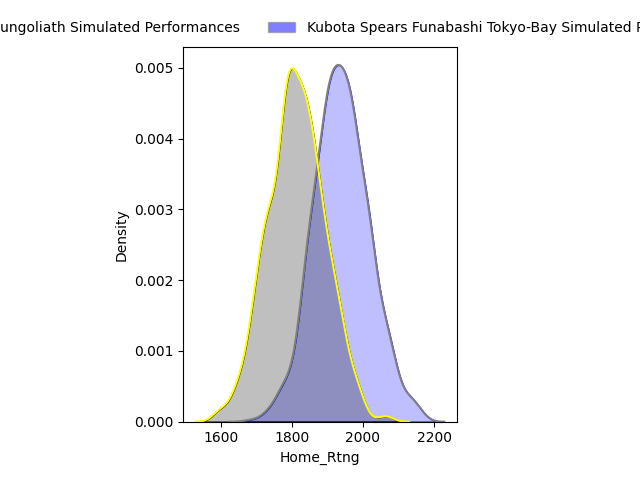 ungoliath Simulated Performances Kubota Spears Funabashi Tokyo-Bay Simulated
0.005
0.004
0.003
0.002
0.001
0.000
Density
1600 1800 2000 2200
Home_Rtng